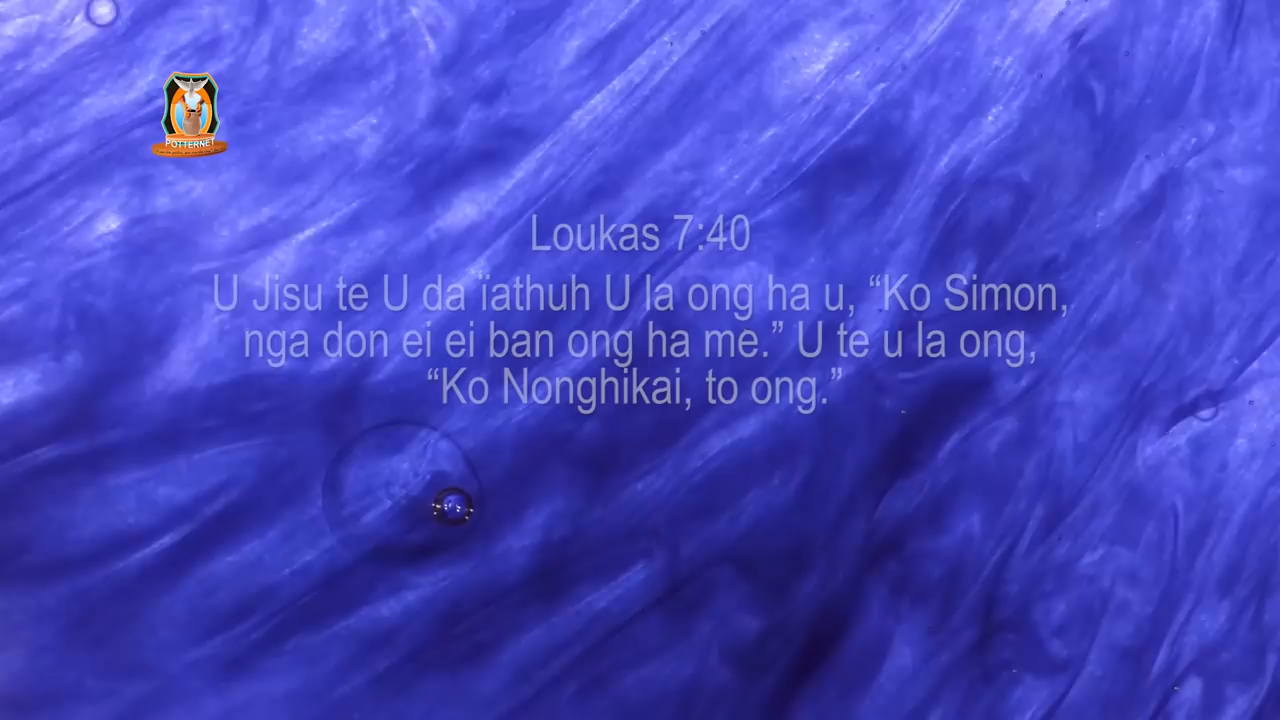 POTTERNET
Loukas 7:40
U Jisu te U da ïathuh U la ong ha u, “Ko Simon,
nga don ei ei ban ong ha me.” U te u la ong,
“Ko Nonghikai, to ong.”